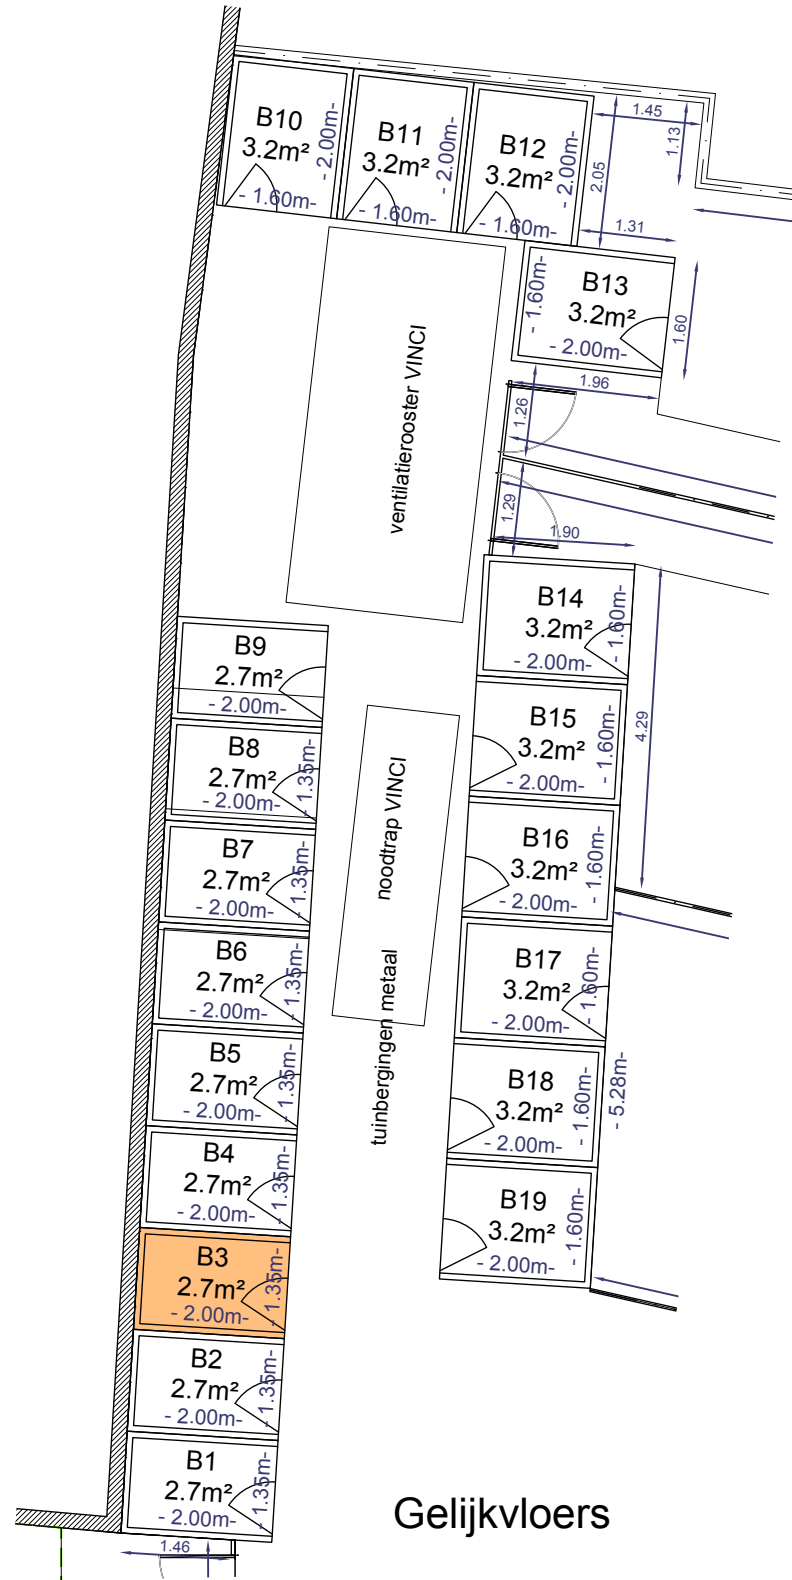 B10
3.2m²
- 2.00m-
- 1.60m-
B11
3.2m²
- 2.00m-
- 1.60m-
B12
3.2m²
- 2.00m-
- 1.60m-
1.45
1.13
2.05
1.31
B13
3.2m²
- 1.60m-
- 2.00m-
1.60
1.96
1.26
1.29
1.90
ventilatierooster VINCI
B14
3.2m²
- 2.00m-
- 1.60m-
B15
3.2m²
- 2.00m-
- 1.60m-
4.29
B16
3.2m²
- 2.00m-
- 1.60m-
B17
3.2m²
- 2.00m-
- 1.60m-
B18
3.2m²
- 2.00m-
- 1.60m-
- 5.28m-
B19
3.2m²
- 2.00m-
- 1.60m-
noodtrap VINCI
tuinbergingen metaal
B9
2.7m²
- 2.00m-
B8
2.7m²
- 2.00m-
- 1.35m-
B7
2.7m²
- 2.00m-
- 1.35m-
B6
2.7m²
- 2.00m-
- 1.35m-
B5
2.7m²
- 2.00m-
- 1.35m-
B4
2.7m²
- 2.00m-
- 1.35m-
B3
2.7m²
- 2.00m-
- 1.35m-
B2
2.7m²
- 2.00m-
- 1.35m-
B1
2.7m²
- 2.00m-
- 1.35m-
1.46
Gelijkvloers